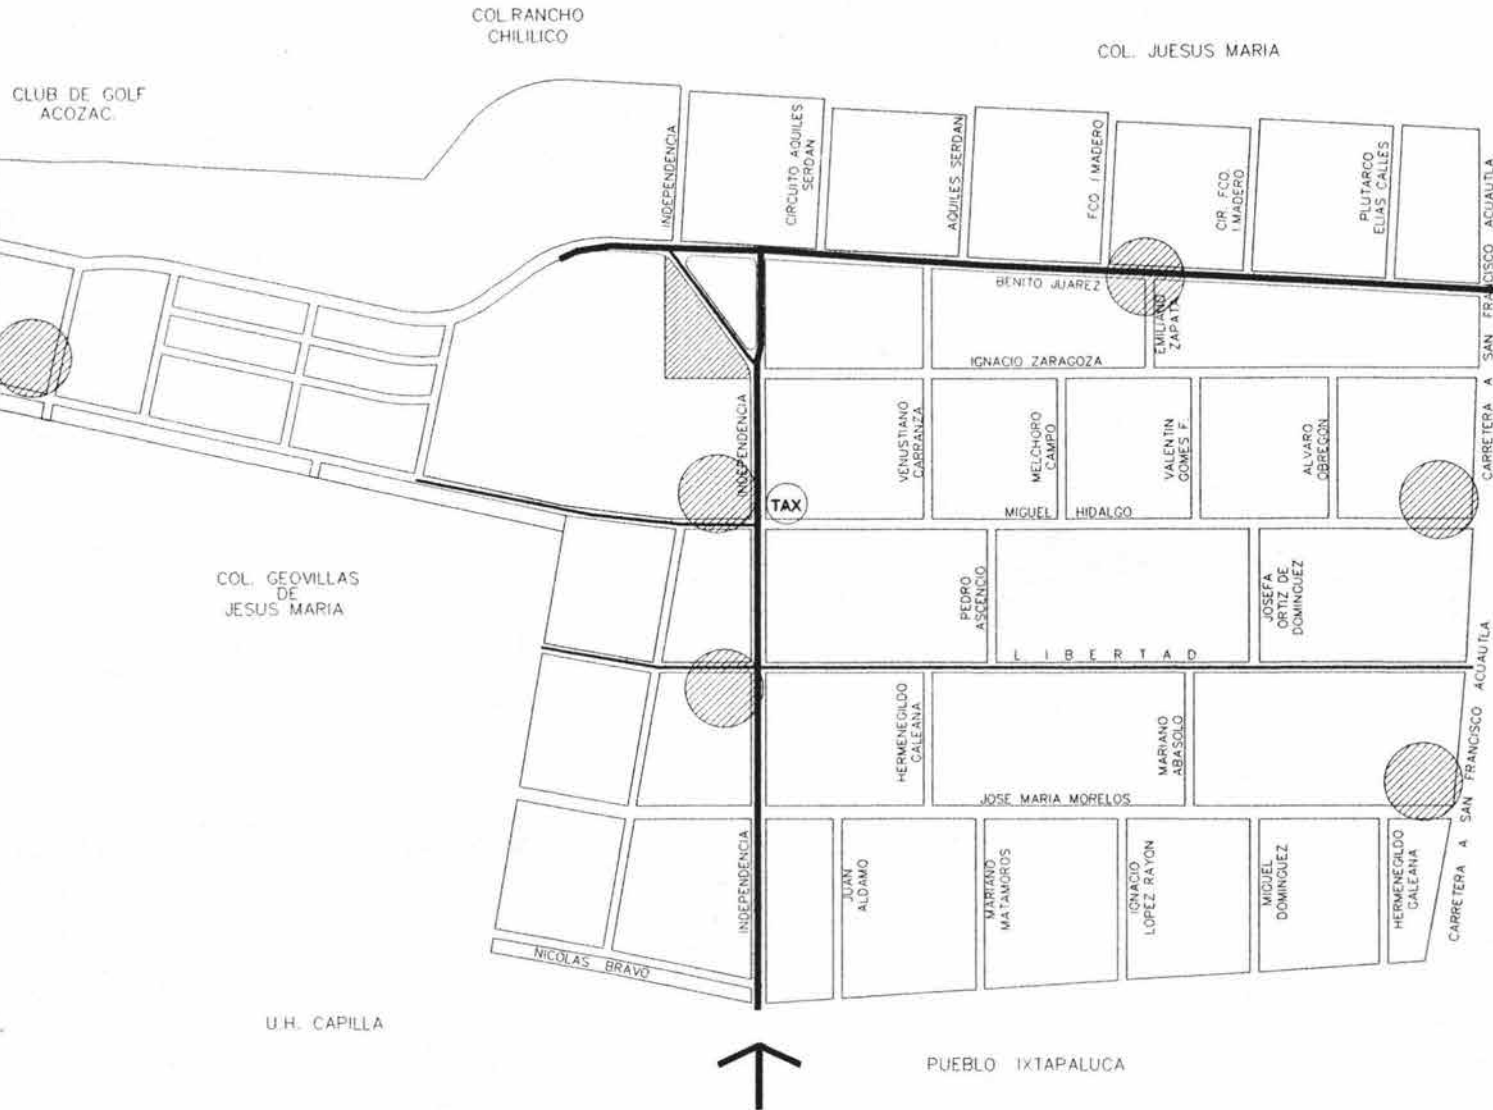 COL.RANCHO
CHILILICO
COL. JUESUS MARIA
CLUB DE GOLF
ACOZAC.
INDEPENDENCIA
CIRCUITO AQUILES
SERDAN
AQUILES SERDAN
FCO. I MADERO
CIR. FCO.
I.MADERO
PLUTARCO
ELIAS CALLES
CARRETERA A SAN FRANCISCO ACUAUTLA
BENITO JUAREZ
EMILIANO
ZAPATA
IGNACIO ZARAGOZA
INDEPENDENCIA
VENUSTIANO
CARRANZA
MELCHORO
CAMPO
VALENTIN
GOMES F.
ALVARO
OBREGON
TAX
MIGUEL HIDALGO
COL. GEOVILLAS
DE
JESUS MARIA
PEDRO
ASCENCIO
JOSEFA
ORTIZ DE
DOMINGUEZ
LIBERTAD
HERMENEGILDO
GALEANA
MARIANO
ABASOLO
CARRETERA A SAN FRANCISCO ACUAUTLA
JOSE MARIA MORELOS
INDEPENDENCIA
JUAN
ALDAMO
MARIANO
MATAMOROS
IGNACIO
LOPEZ RAYON
MIGUEL
DOMINGUEZ
HERMENEGILDO
GALEANA
NICOLAS BRAVO
U.H. CAPILLA
PUEBLO IXTAPALUCA